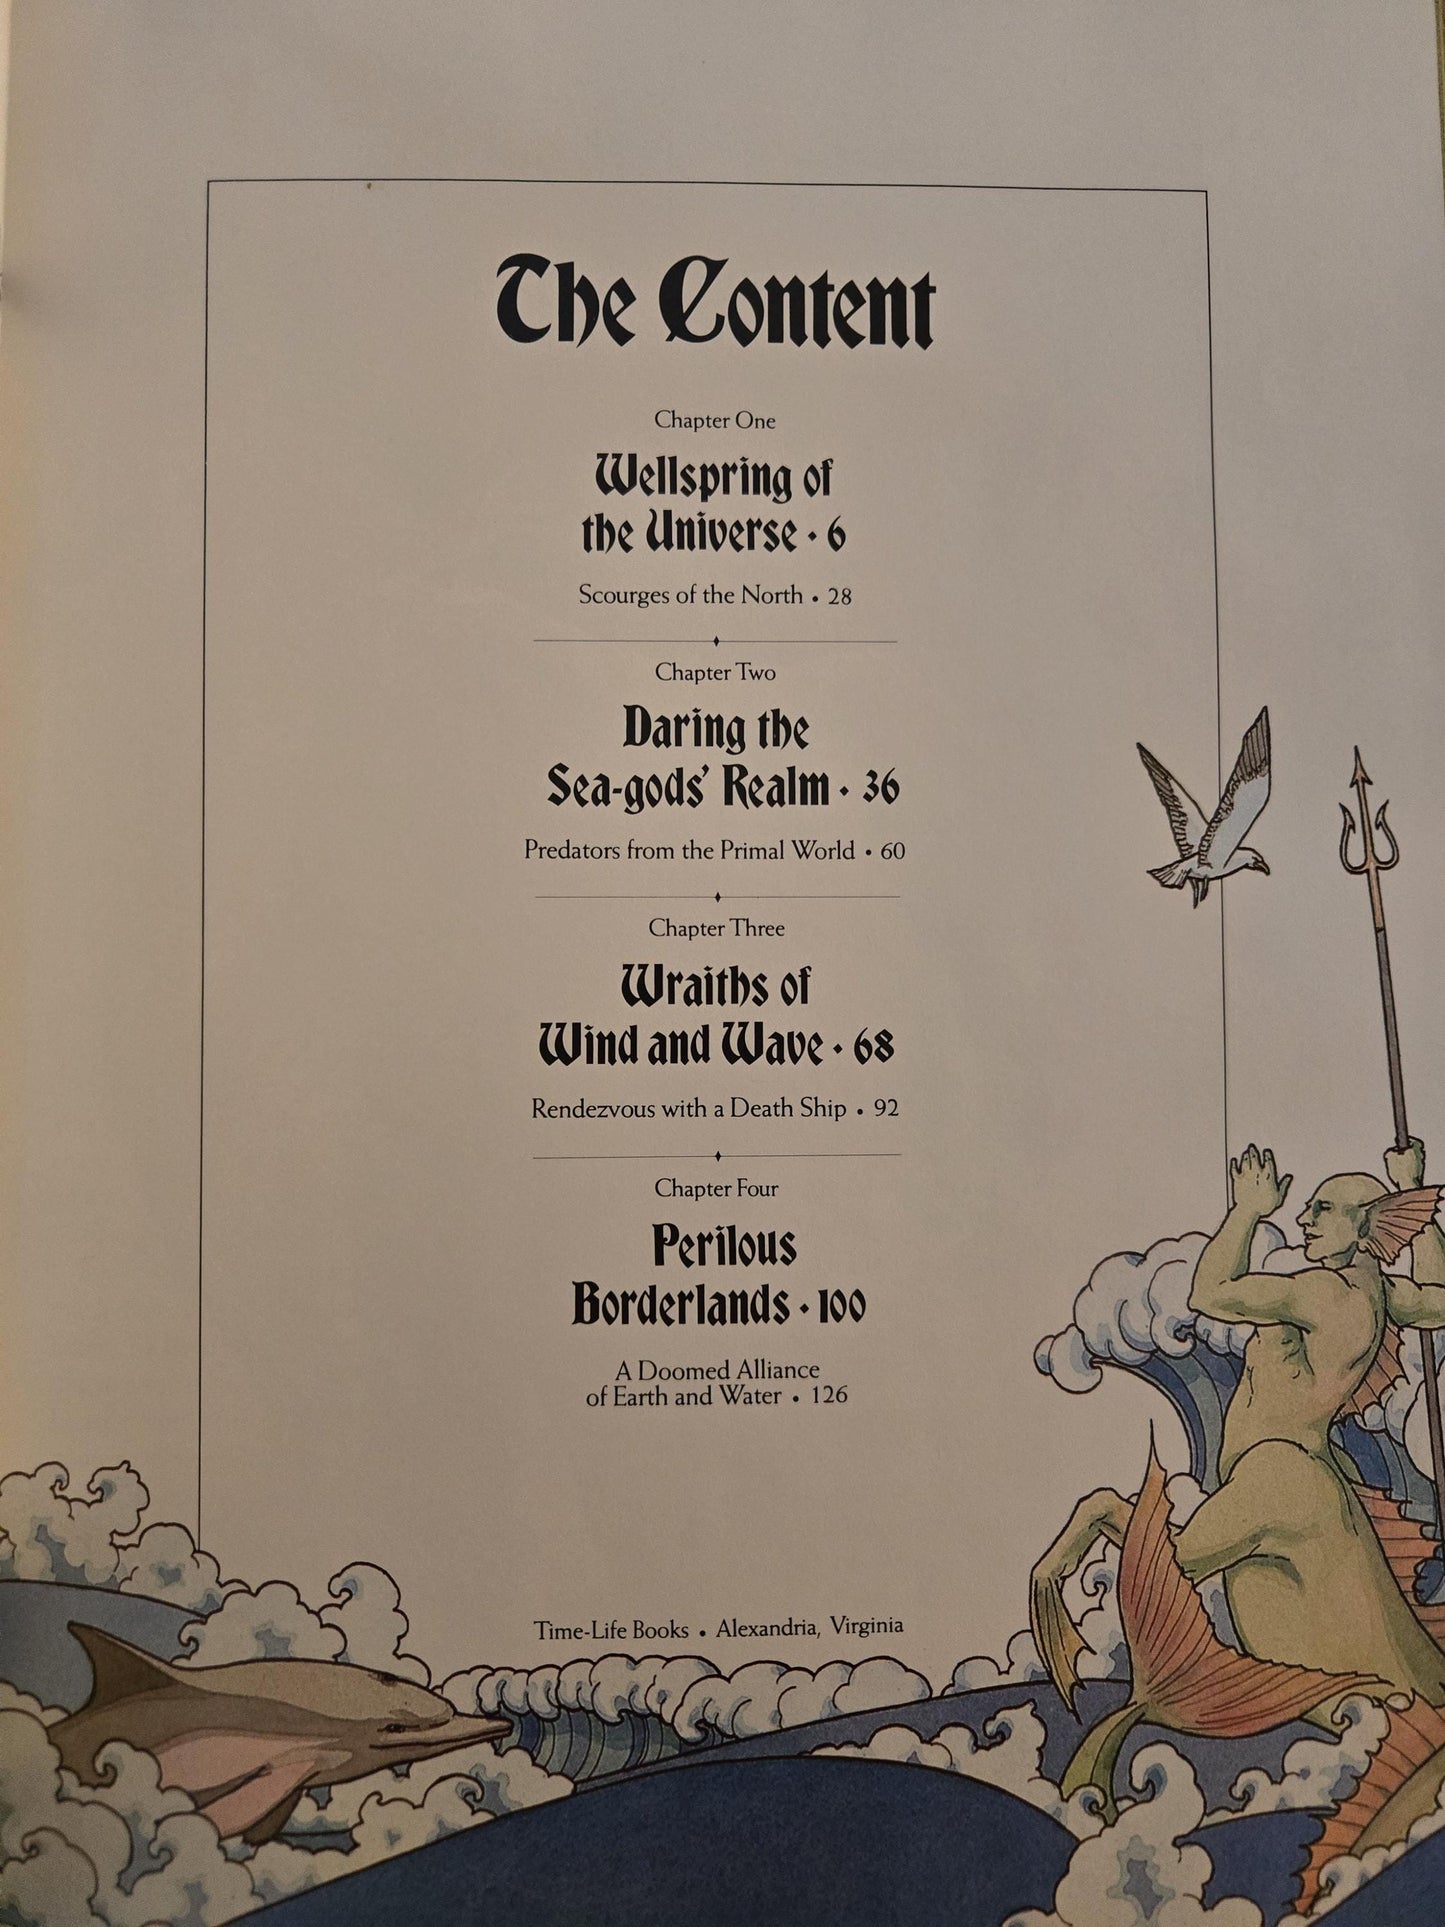 The Content
Chapter One
Wellspring of
the Universe • 6
Scourges of the North • 28
Chapter Two
Daring the
Sea-gods’ Realm • 36
Predators from the Primal World • 60
Chapter Three
Wraiths of
Wind and Wave • 68
Rendezvous with a Death Ship • 92
Chapter Four
Perilous
Borderlands • 100
A Doomed Alliance
of Earth and Water • 126
Time-Life Books • Alexandria, Virginia